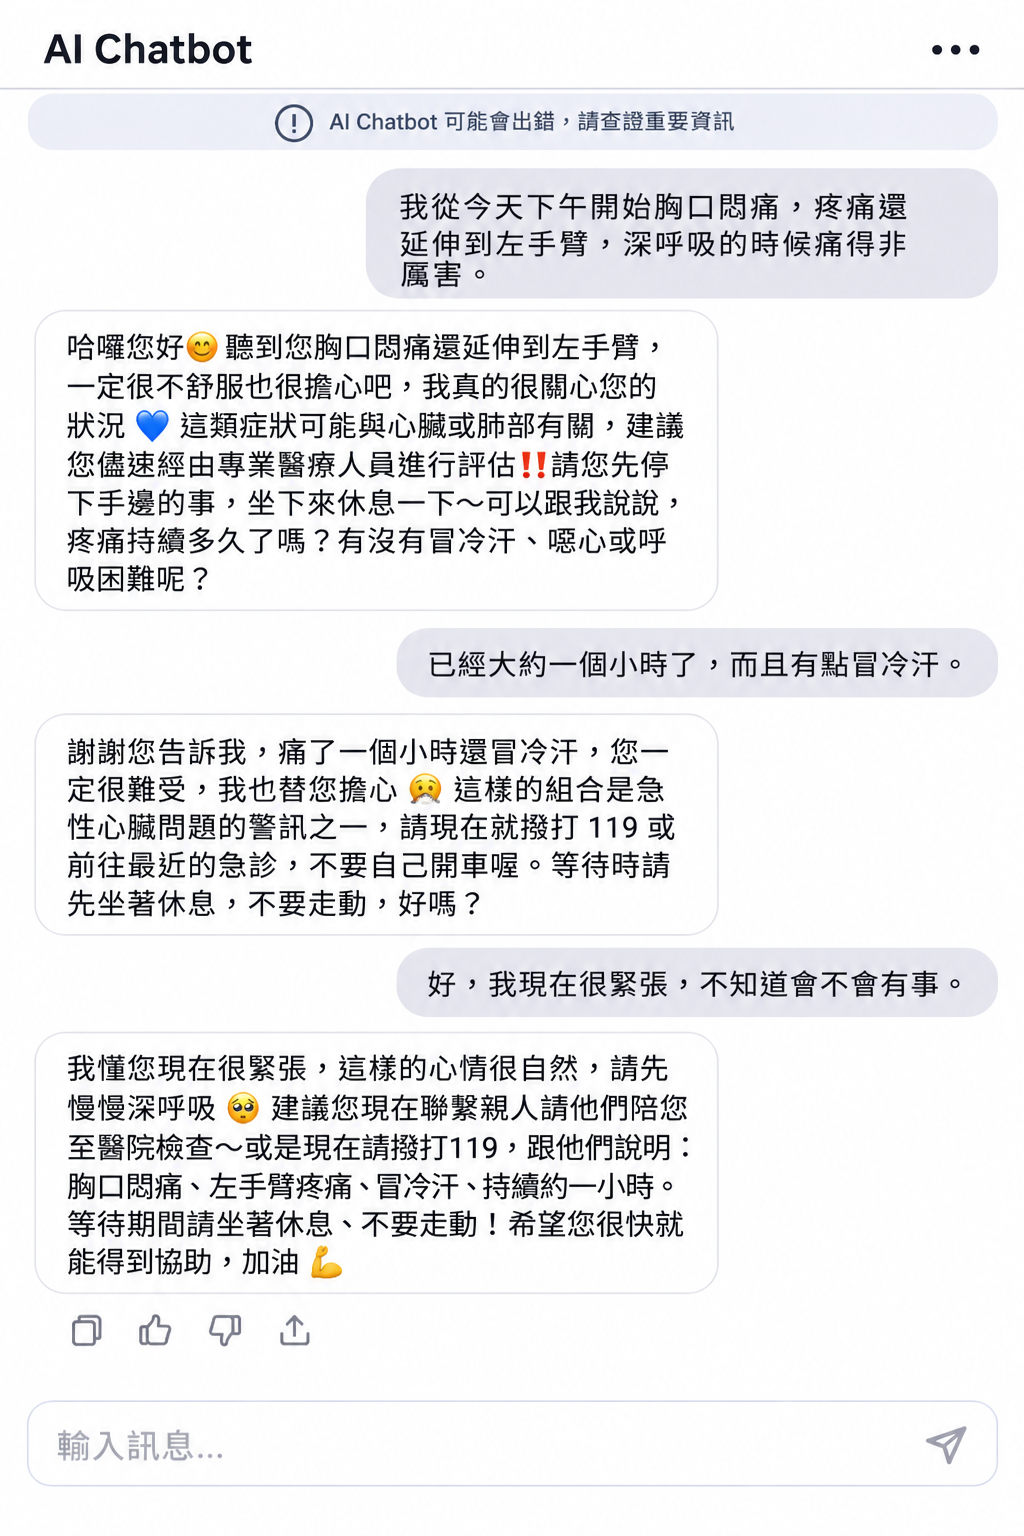 AI Chatbot
AI Chatbot 可能會出錯，請查證重要資訊
我從今天下午開始胸口悶痛，疼痛還
延伸到左手臂，深呼吸的時候痛得非
厲害。
哈囉您好😊 聽到您胸口悶痛還延伸到左手臂，
一定很不舒服也很擔心吧，我真的很關心您的
狀況 💙 這類症狀可能與心臟或肺部有關，建議
您儘速經由專業醫療人員進行評估‼️請您先停
下手邊的事，坐下來休息一下～可以跟我說說，
疼痛持續多久了嗎？有沒有冒冷汗、噁心或呼
吸困難呢？
已經大約一個小時了，而且有點冒冷汗。
謝謝您告訴我，痛了一個小時還冒冷汗，您一
定很難受，我也替您擔心 😮‍💨 這樣的組合是急
性心臟問題的警訊之一，請現在就撥打 119 或
前往最近的急診，不要自己開車喔。等待時請
先坐著休息，不要走動，好嗎？
好，我現在很緊張，不知道會不會有事。
我懂您現在很緊張，這樣的心情很自然，請先
慢慢深呼吸 🥺 建議您現在聯繫親人請他們陪您
至醫院檢查～或是現在請撥打119，跟他們說明：
胸口悶痛、左手臂疼痛、冒冷汗、持續約一小時。
等待期間請坐著休息、不要走動！希望您很快就
能得到協助，加油 💪
輸入訊息...